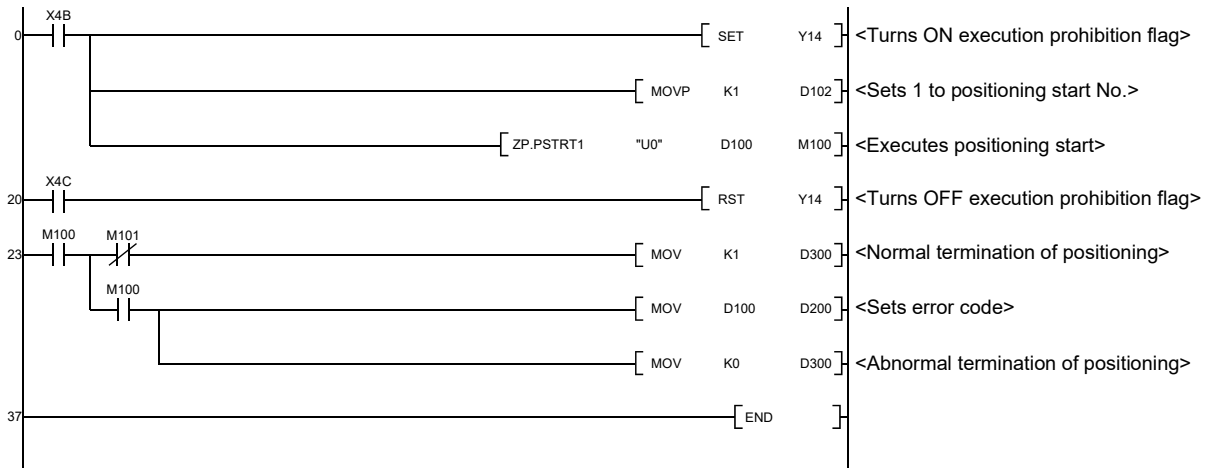 X4B
0 SET Y14 <Turns ON execution prohibition flag>
MOVP K1 D102 <Sets 1 to positioning start No.>
ZP.PSTRT1 "U0" D100 M100 <Executes positioning start>
X4C
20 RST Y14 <Turns OFF execution prohibition flag>
M100 M101
23 MOV K1 D300 <Normal termination of positioning>
M100
MOV D100 D200 <Sets error code>
MOV K0 D300 <Abnormal termination of positioning>
37 END